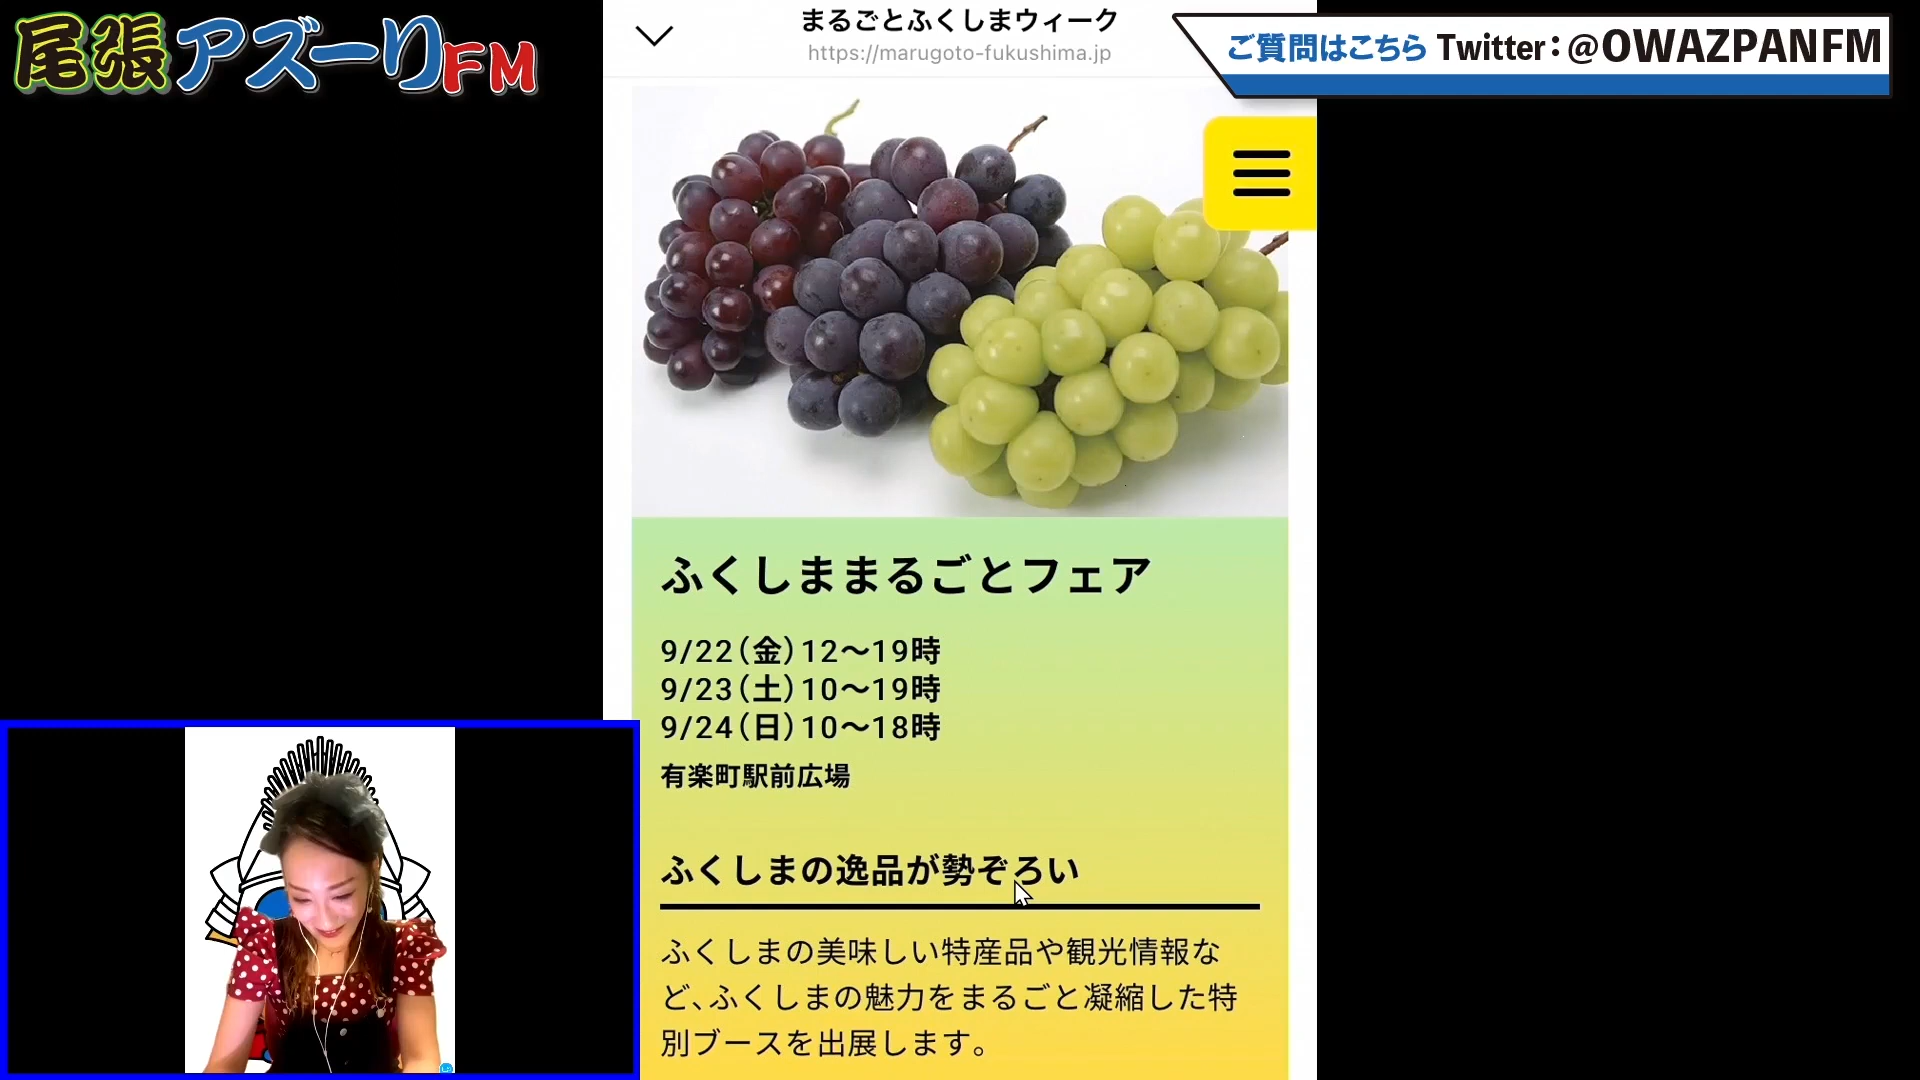 尾張アズーリFM
まるごとふくしまウィーク
https://marugoto-fukushima.jp
ご質問はこちら Twitter:@OWAZPANFM
ふくしままるごとフェア
9/22(金)12〜19時
9/23(土)10〜19時
9/24(日)10〜18時
有楽町駅前広場
ふくしまの逸品が勢ぞろい
ふくしまの美味しい特産品や観光情報な
ど、ふくしまの魅力をまるごと凝縮した特
別ブースを出展します。